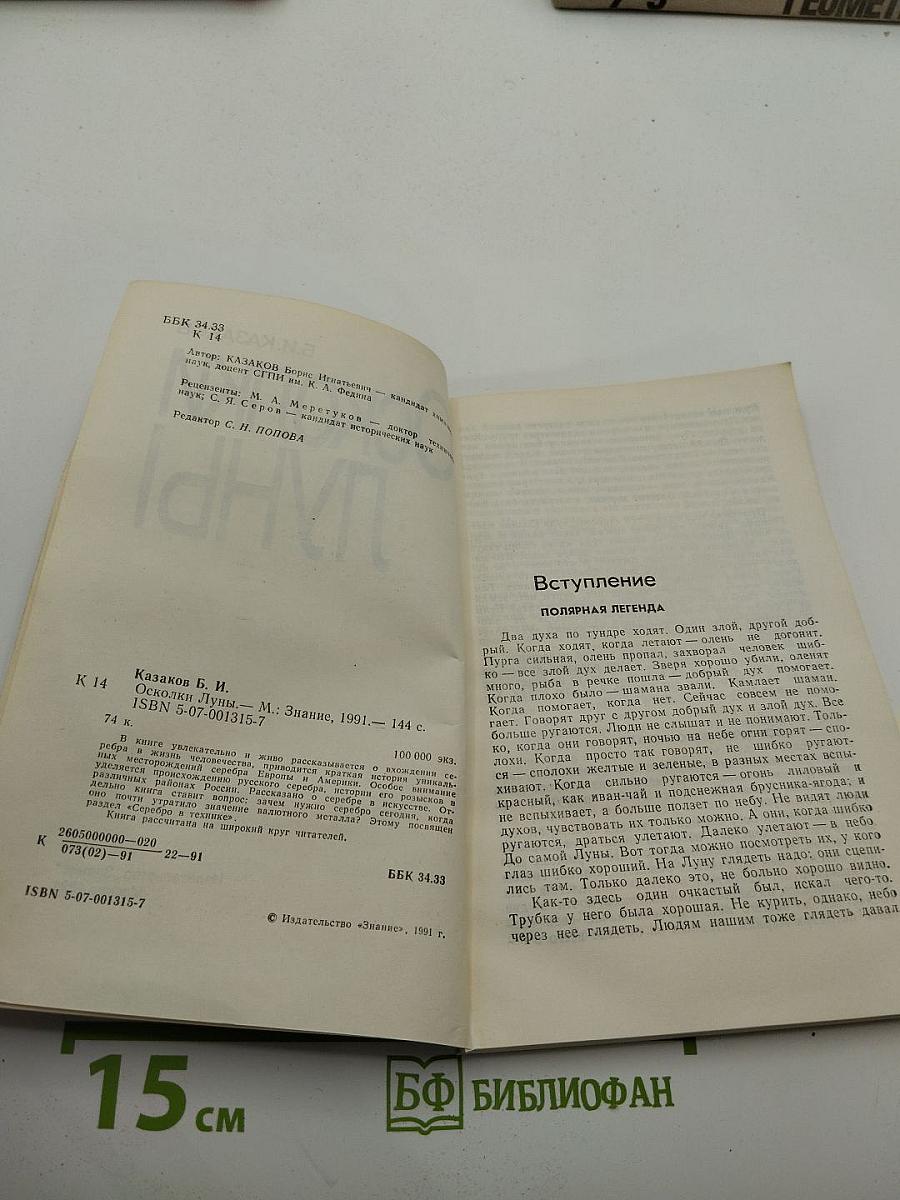 ГЕОМЕТ
ББК 34.33
К 14
Автор: КАЗАКОВ Борис Игнатьевич — кандидат
наук, доцент СГПИ им. К. А. Федина
Рецензенты: М. А. Меретуков — доктор
наук; С. Я. Серов — кандидат исторических наук
Редактор С. Н. ПОПОВА
К 14
Казаков Б. И.
Осколки Луны.— М.: Знание, 1991.— 144 с.
ISBN 5-07-001315-7
74 к.
100 000 экз.
В книге увлекательно и живо рассказывается о вхождении се-
ребра в жизнь человечества, приводится краткая история уникаль-
ных месторождений серебра Европы и Америки. Особое внимание
уделяется происхождению русского серебра, истории его розысков в
различных районах России. Рассказано о серебре в искусстве. От-
дельно книга ставит вопрос: зачем нужно серебро сегодня, когда
оно почти утратило значение валютного металла? Этому посвящен
раздел «Серебро в технике».
Книга рассчитана на широкий круг читателей.
К 2605000000—020
073(02)—91 22—91
ББК 34.33
ISBN 5-07-001315-7
© Издательство «Знание», 1991 г.
Вступление
ПОЛЯРНАЯ ЛЕГЕНДА
Два духа по тундре ходят. Один злой, другой доб-
рый. Когда ходят, когда летают — олень не догонит.
Пурга сильная, олень пропал, захворал человек шиб-
ко — все злой дух делает. Зверя хорошо убили, оленят
много, рыба в речке пошла — добрый дух помогает.
Когда плохо было — шамана звали. Камлает шаман.
Когда помогает, когда нет. Сейчас совсем не помо-
гает. Говорят друг с другом добрый дух и злой дух. Все
больше ругаются. Люди не слышат и не понимают. Толь-
ко, когда они говорят, ночью на небе огни горят — спо-
лохи. Когда просто так говорят, не шибко ругают-
ся — сполохи желтые и зеленые, в разных местах вспы-
хивают. Когда сильно ругаются — огонь лиловый и
красный, как иван-чай и подснежная брусника-ягода; и
не вспыхивает, а больше ползет по небу. Не видят люди
духов, чувствовать их только можно. А они, когда шибко
ругаются, драться улетают. Далеко улетают — в небо.
До самой Луны. Вот тогда можно посмотреть их, у кого
глаз шибко хороший. На Луну глядеть надо: они сцепи-
лись там. Только далеко это, не больно хорошо видно.
Как-то здесь один очкастый был, искал чего-то.
Трубка у него была хорошая. Не курить, однако, небо
через нее глядеть. Людям нашим тоже глядеть давал
15 см
БФ БИБЛИОФАН